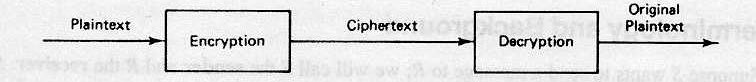 Plaintext
Encryption
Ciphertext
Decryption
Original
Plaintext